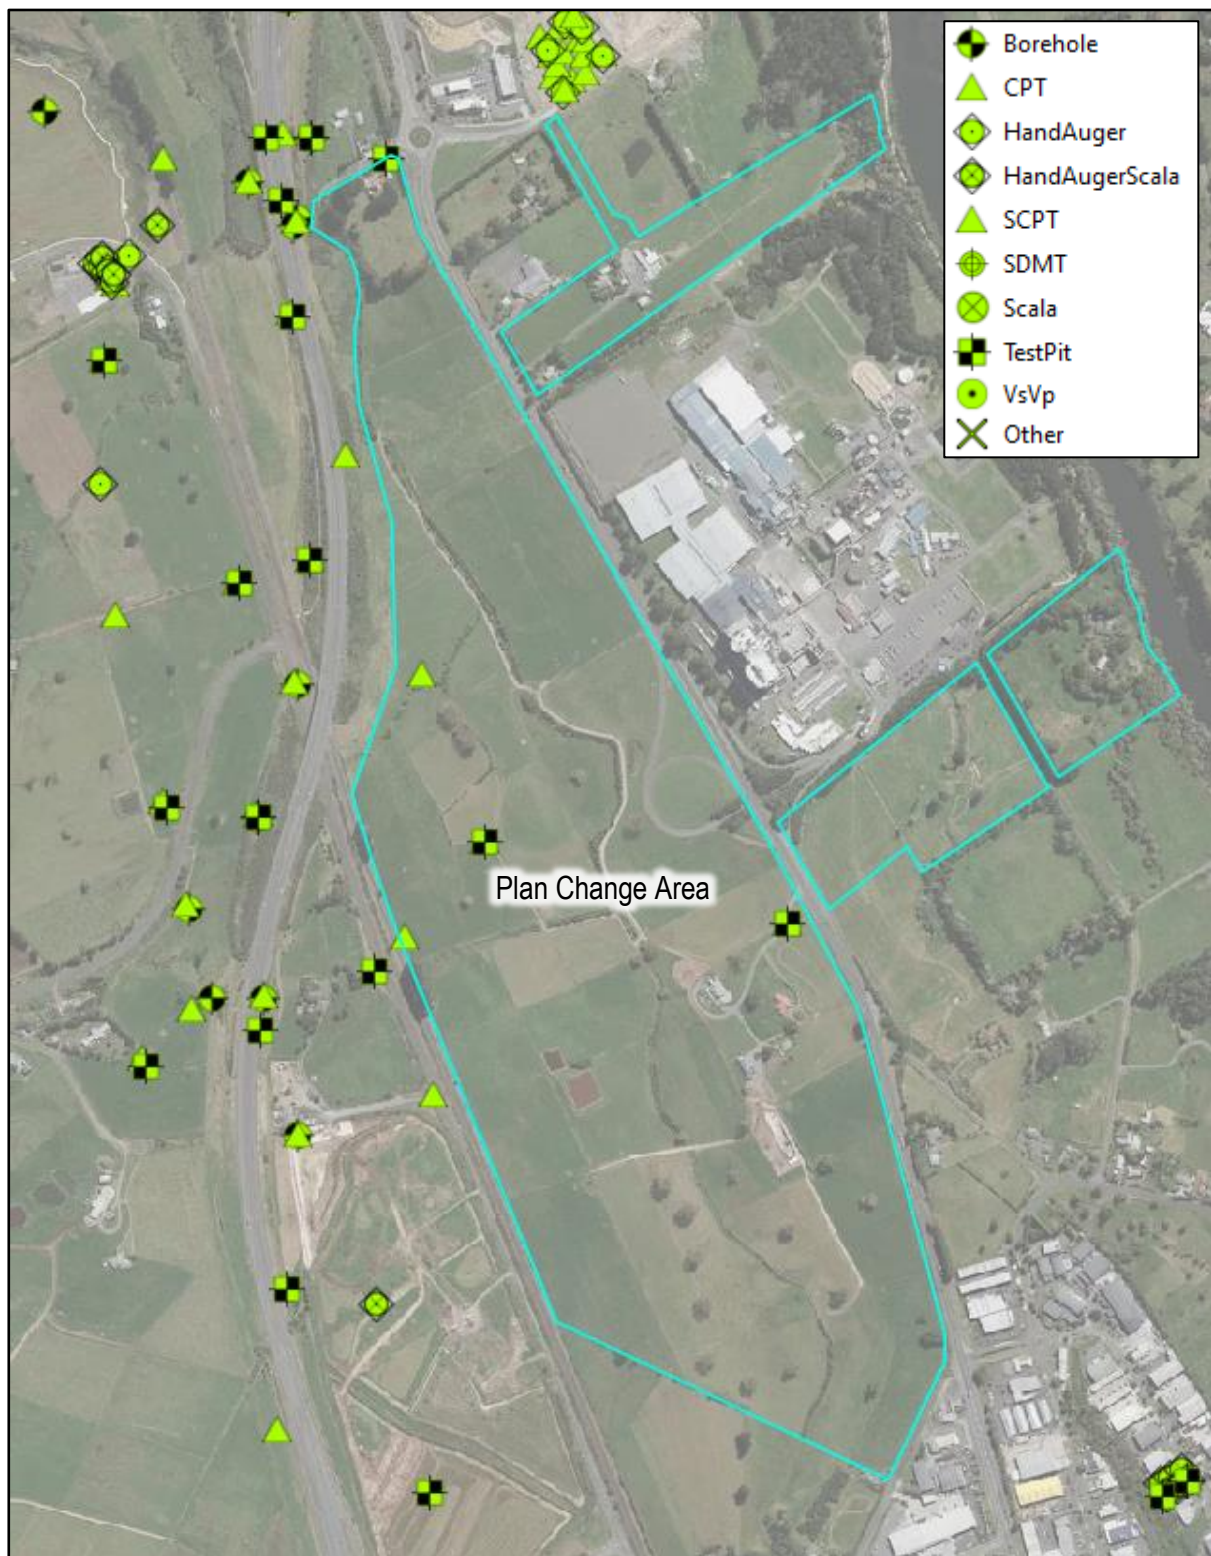 Borehole
CPT
HandAuger
HandAugerScala
SCPT
SDMT
Scala
TestPit
VsVp
Other
Plan Change Area